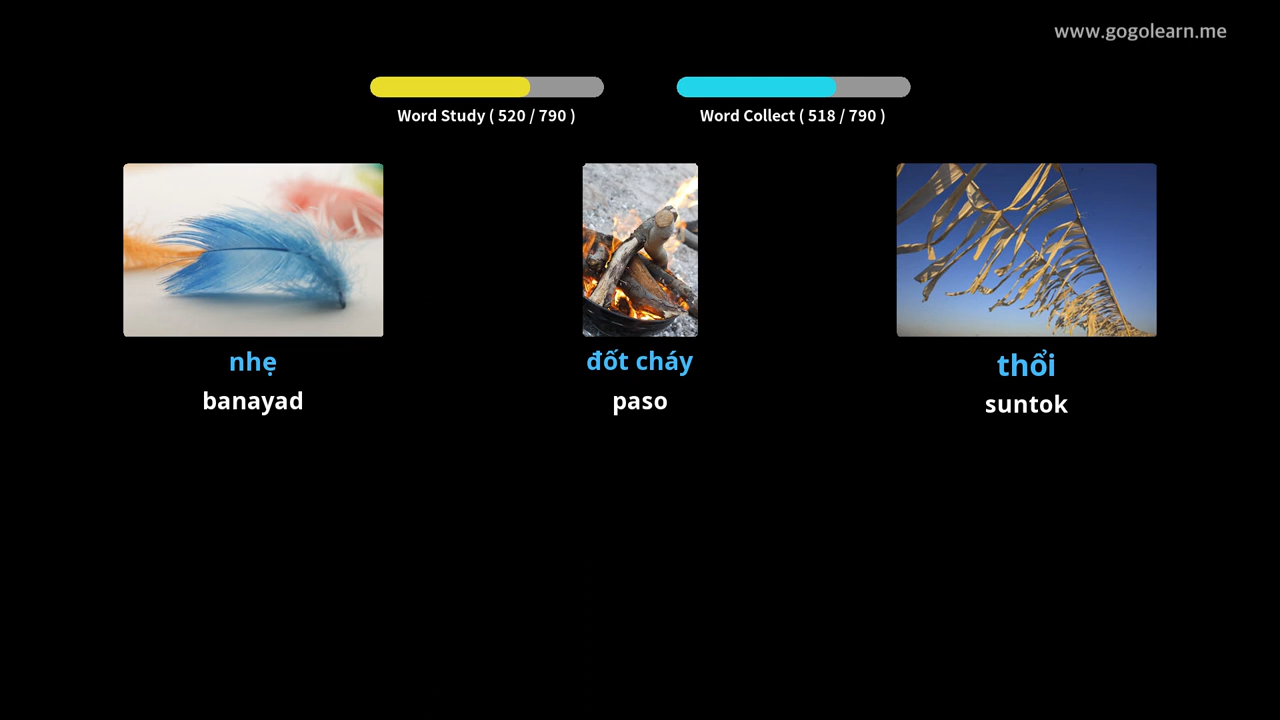 www.gogolearn.me
Word Study ( 520 / 790 )
Word Collect ( 518 / 790 )
nhẹ
banayad
đốt cháy
paso
thổi
suntok